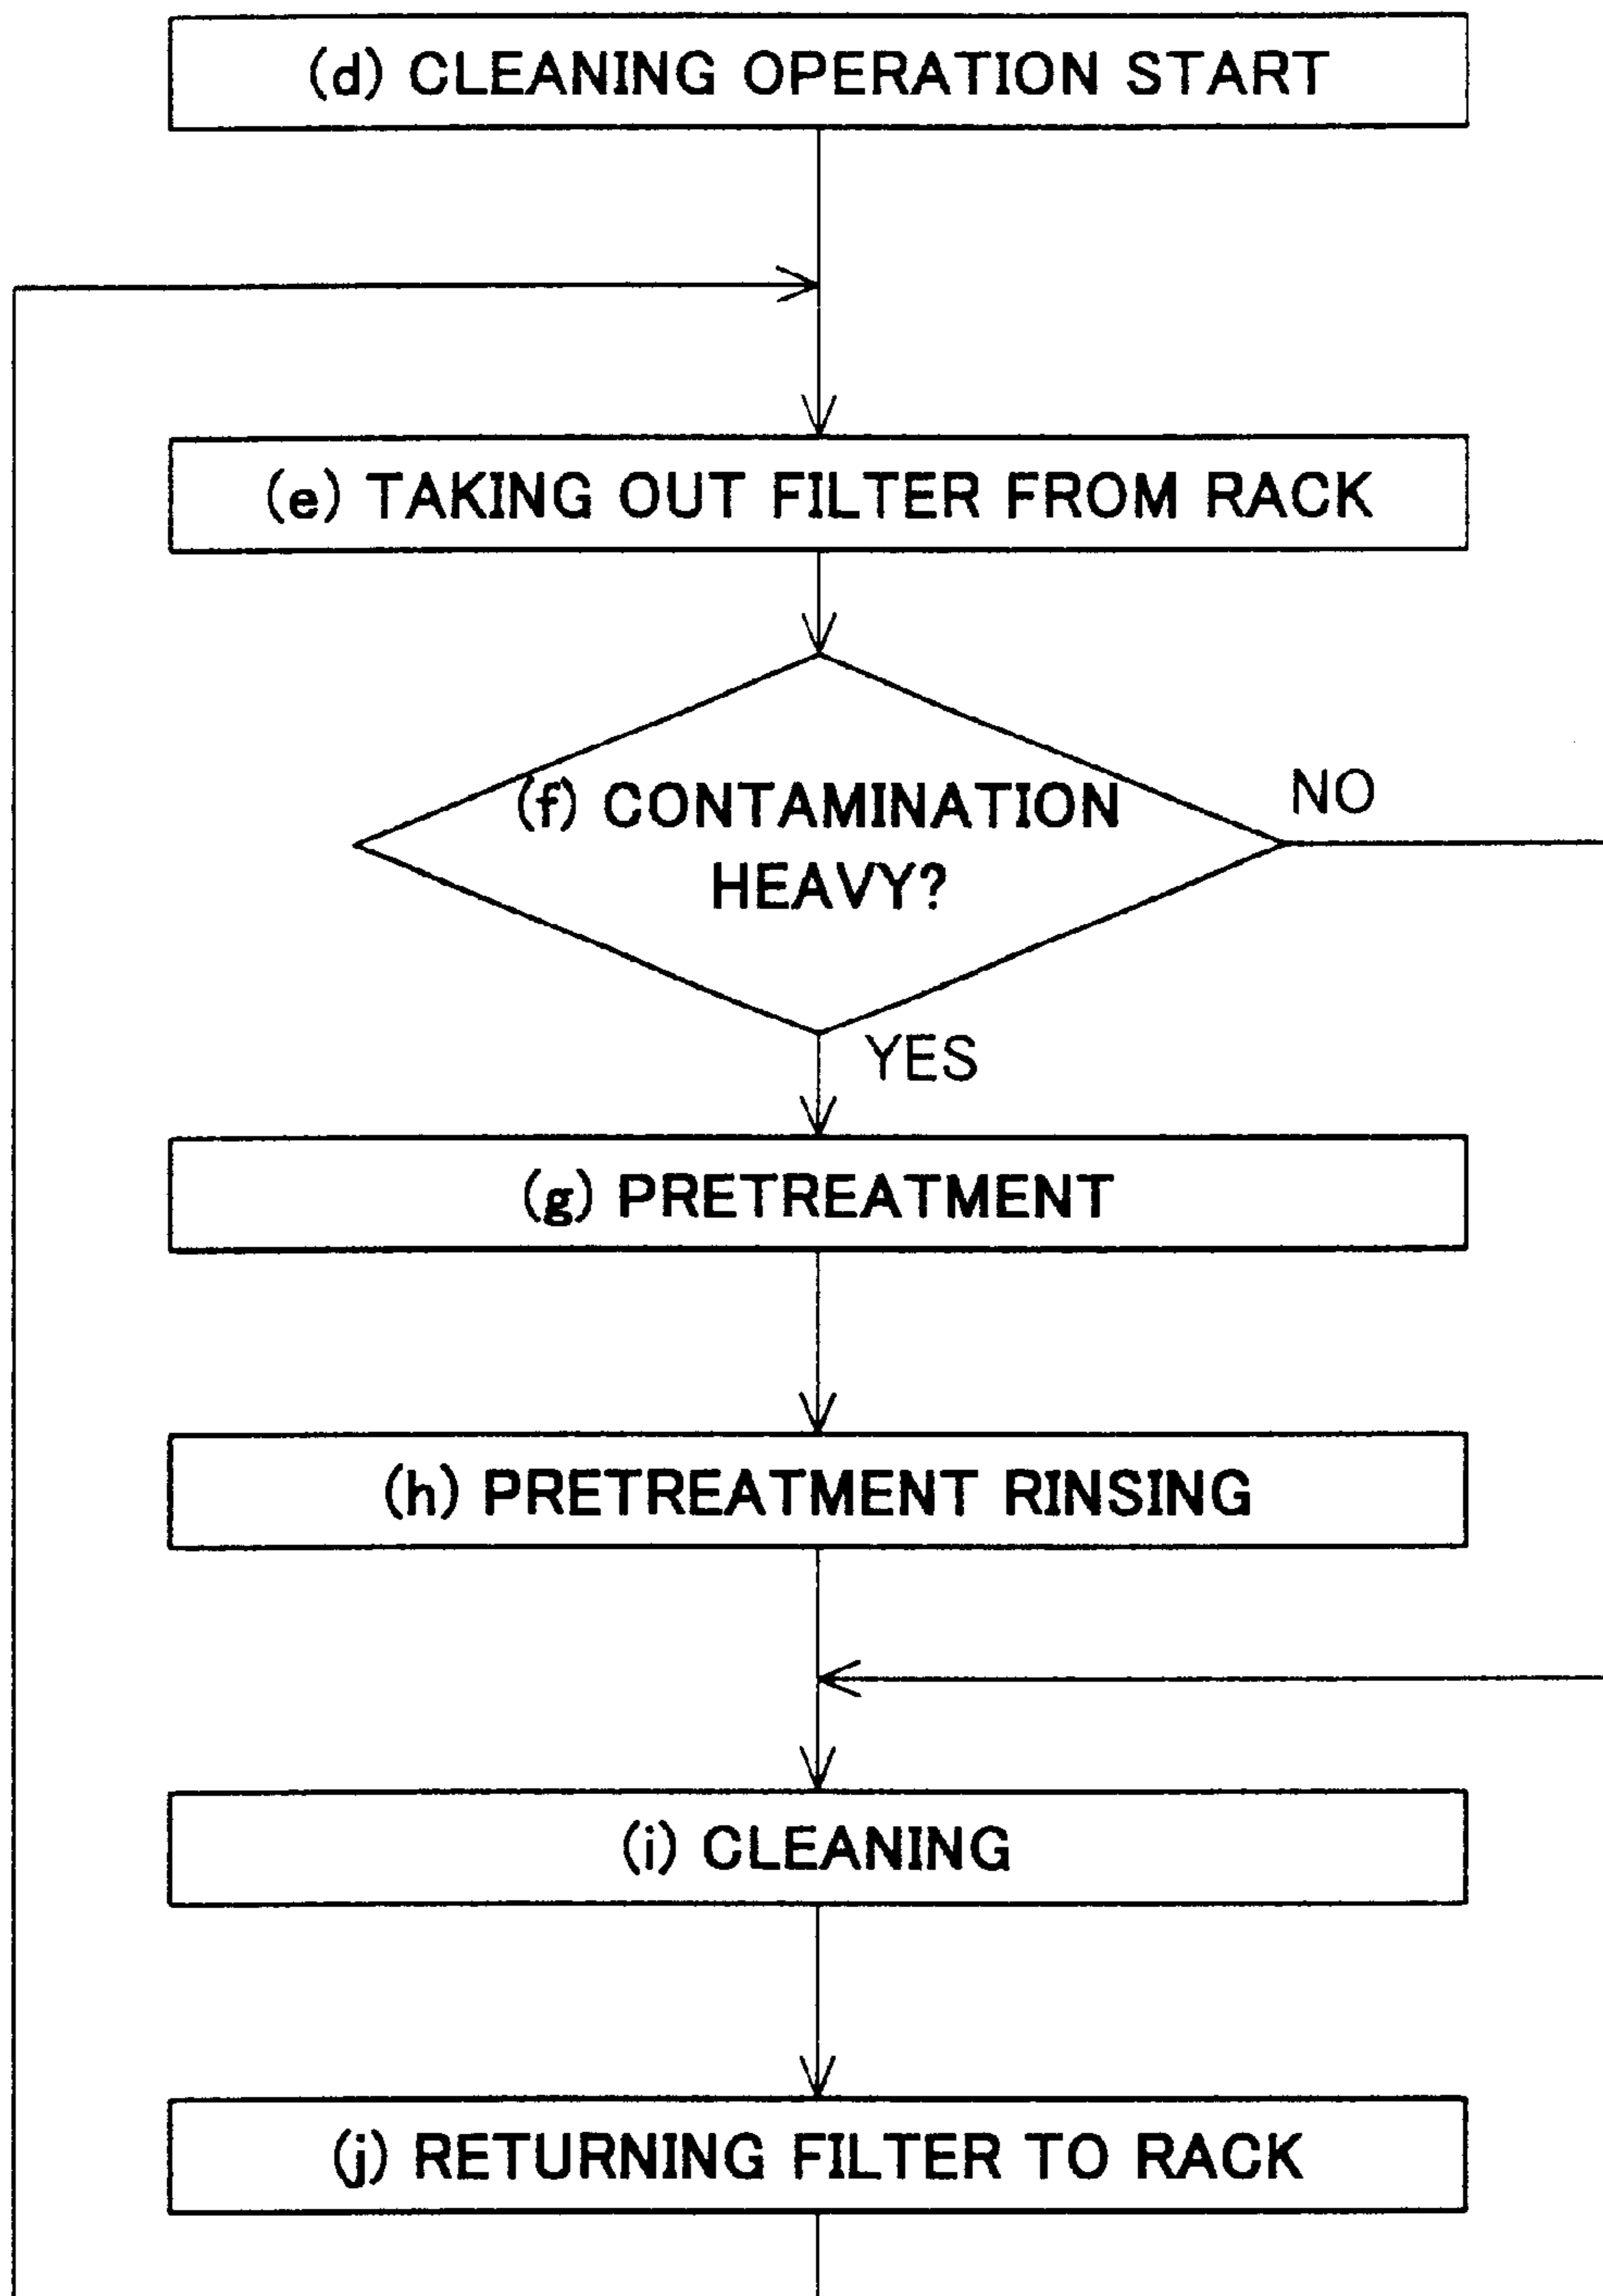 (d) CLEANING OPERATION START
(e) TAKING OUT FILTER FROM RACK
(f) CONTAMINATION
HEAVY?
NO
YES
(g) PRETREATMENT
(h) PRETREATMENT RINSING
(i) CLEANING
(j) RETURNING FILTER TO RACK